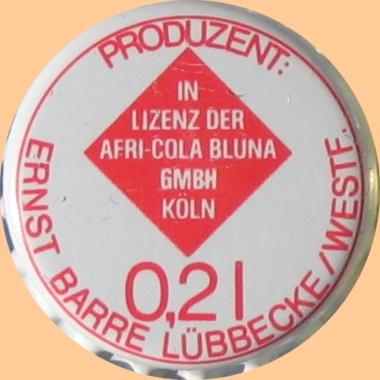 PRODUZENT:
IN
LIZENZ DER
AFRI-COLA BLUNA
GMBH
KÖLN
0,2 l
ERNST BARRE LÜBBECKE/WESTF.